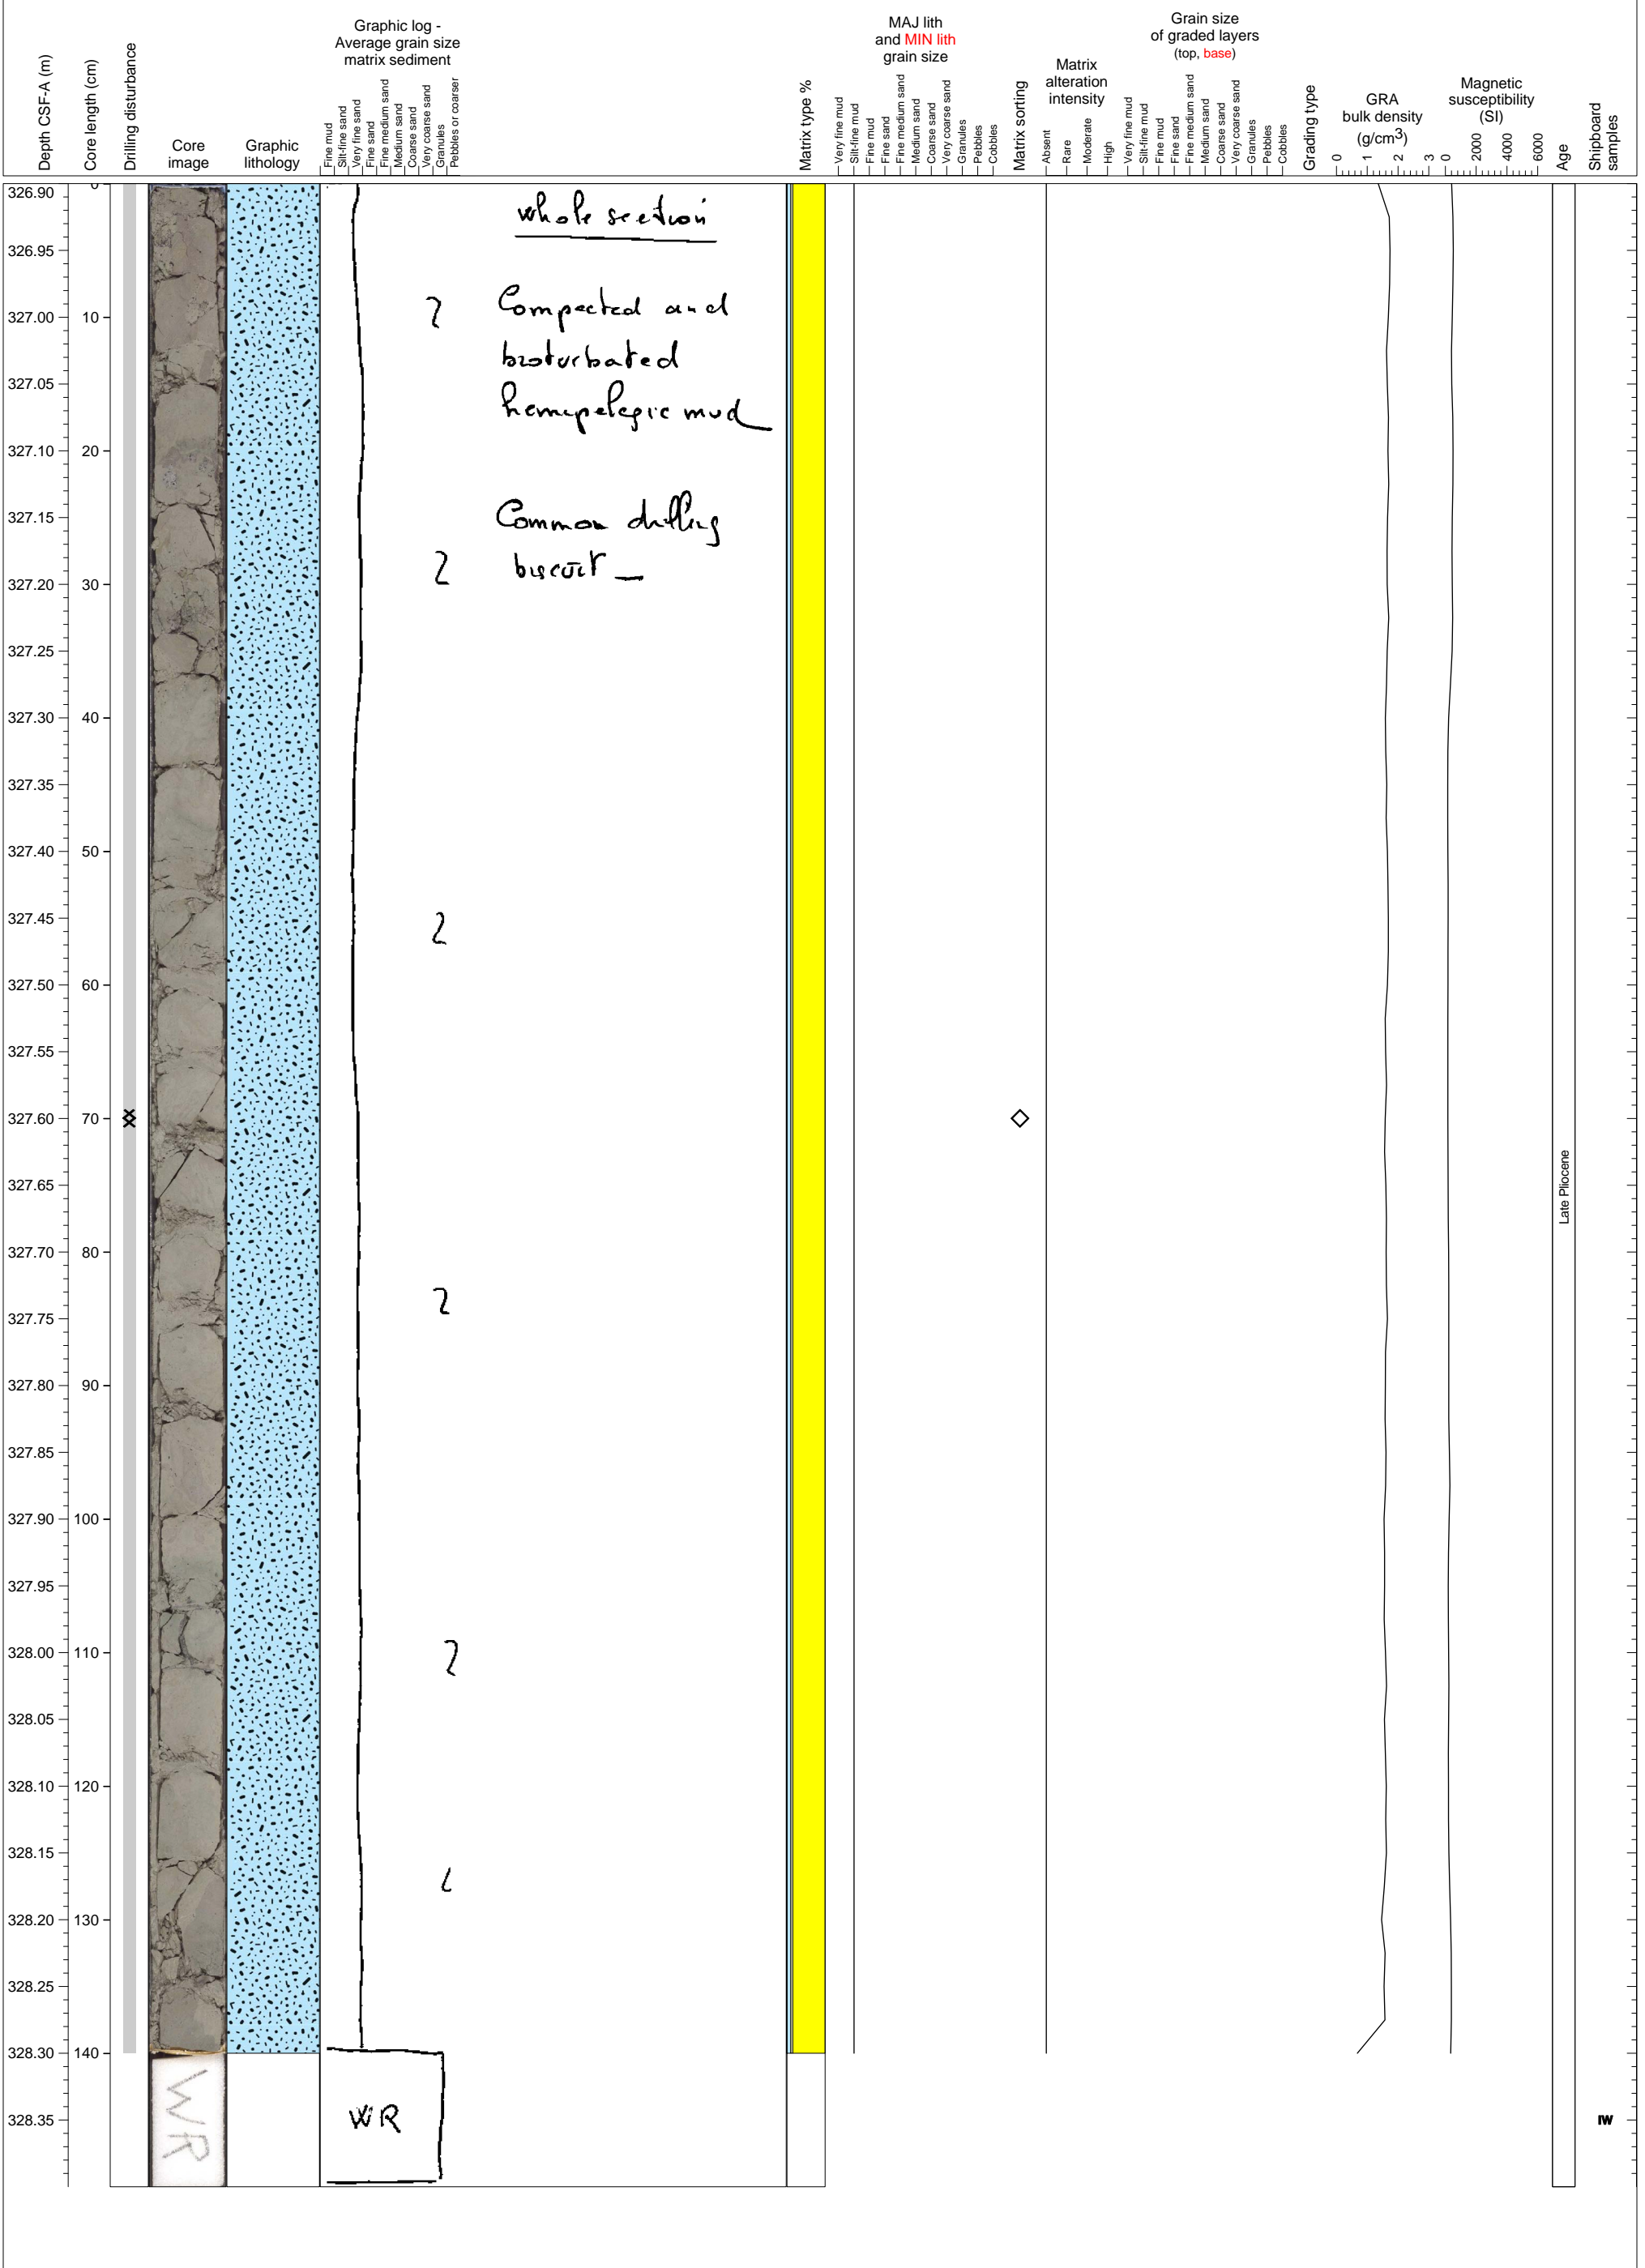 Depth CSF-A (m)
Core length (cm)
Drilling disturbance
Core
image
Graphic
lithology
Graphic log -
Average grain size
matrix sediment
Fine mud
Silt-fine sand
Very fine sand
Fine sand
Fine medium sand
Medium sand
Coarse sand
Very coarse sand
Granules
Pebbles or coarser
Matrix type %
MAJ lith
and MIN lith
grain size
Very fine mud
Silt-fine mud
Fine mud
Fine sand
Fine medium sand
Medium sand
Coarse sand
Very coarse sand
Granules
Pebbles
Cobbles
Matrix sorting
Matrix
alteration
intensity
Absent
Rare
Moderate
High
Grain size
of graded layers
(top, base)
Very fine mud
Silt-fine mud
Fine mud
Fine sand
Fine medium sand
Medium sand
Coarse sand
Very coarse sand
Granules
Pebbles
Cobbles
Grading type
GRA
bulk density
(g/cm3)
0 1 2 3
Magnetic
susceptibility
(SI)
0 2000 4000 6000
Age
Shipboard
samples
326.90 0
326.95
327.00 10
327.05
327.10 20
327.15
327.20 30
327.25
327.30 40
327.35
327.40 50
327.45
327.50 60
327.55
327.60 70
327.65
327.70 80
327.75
327.80 90
327.85
327.90 100
327.95
328.00 110
328.05
328.10 120
328.15
328.20 130
328.25
328.30 140
328.35
whole section
Compacted and
bioturbated
hemipelagic mud
Common drilling
biscuit
Late Pliocene
WR
WR
IW